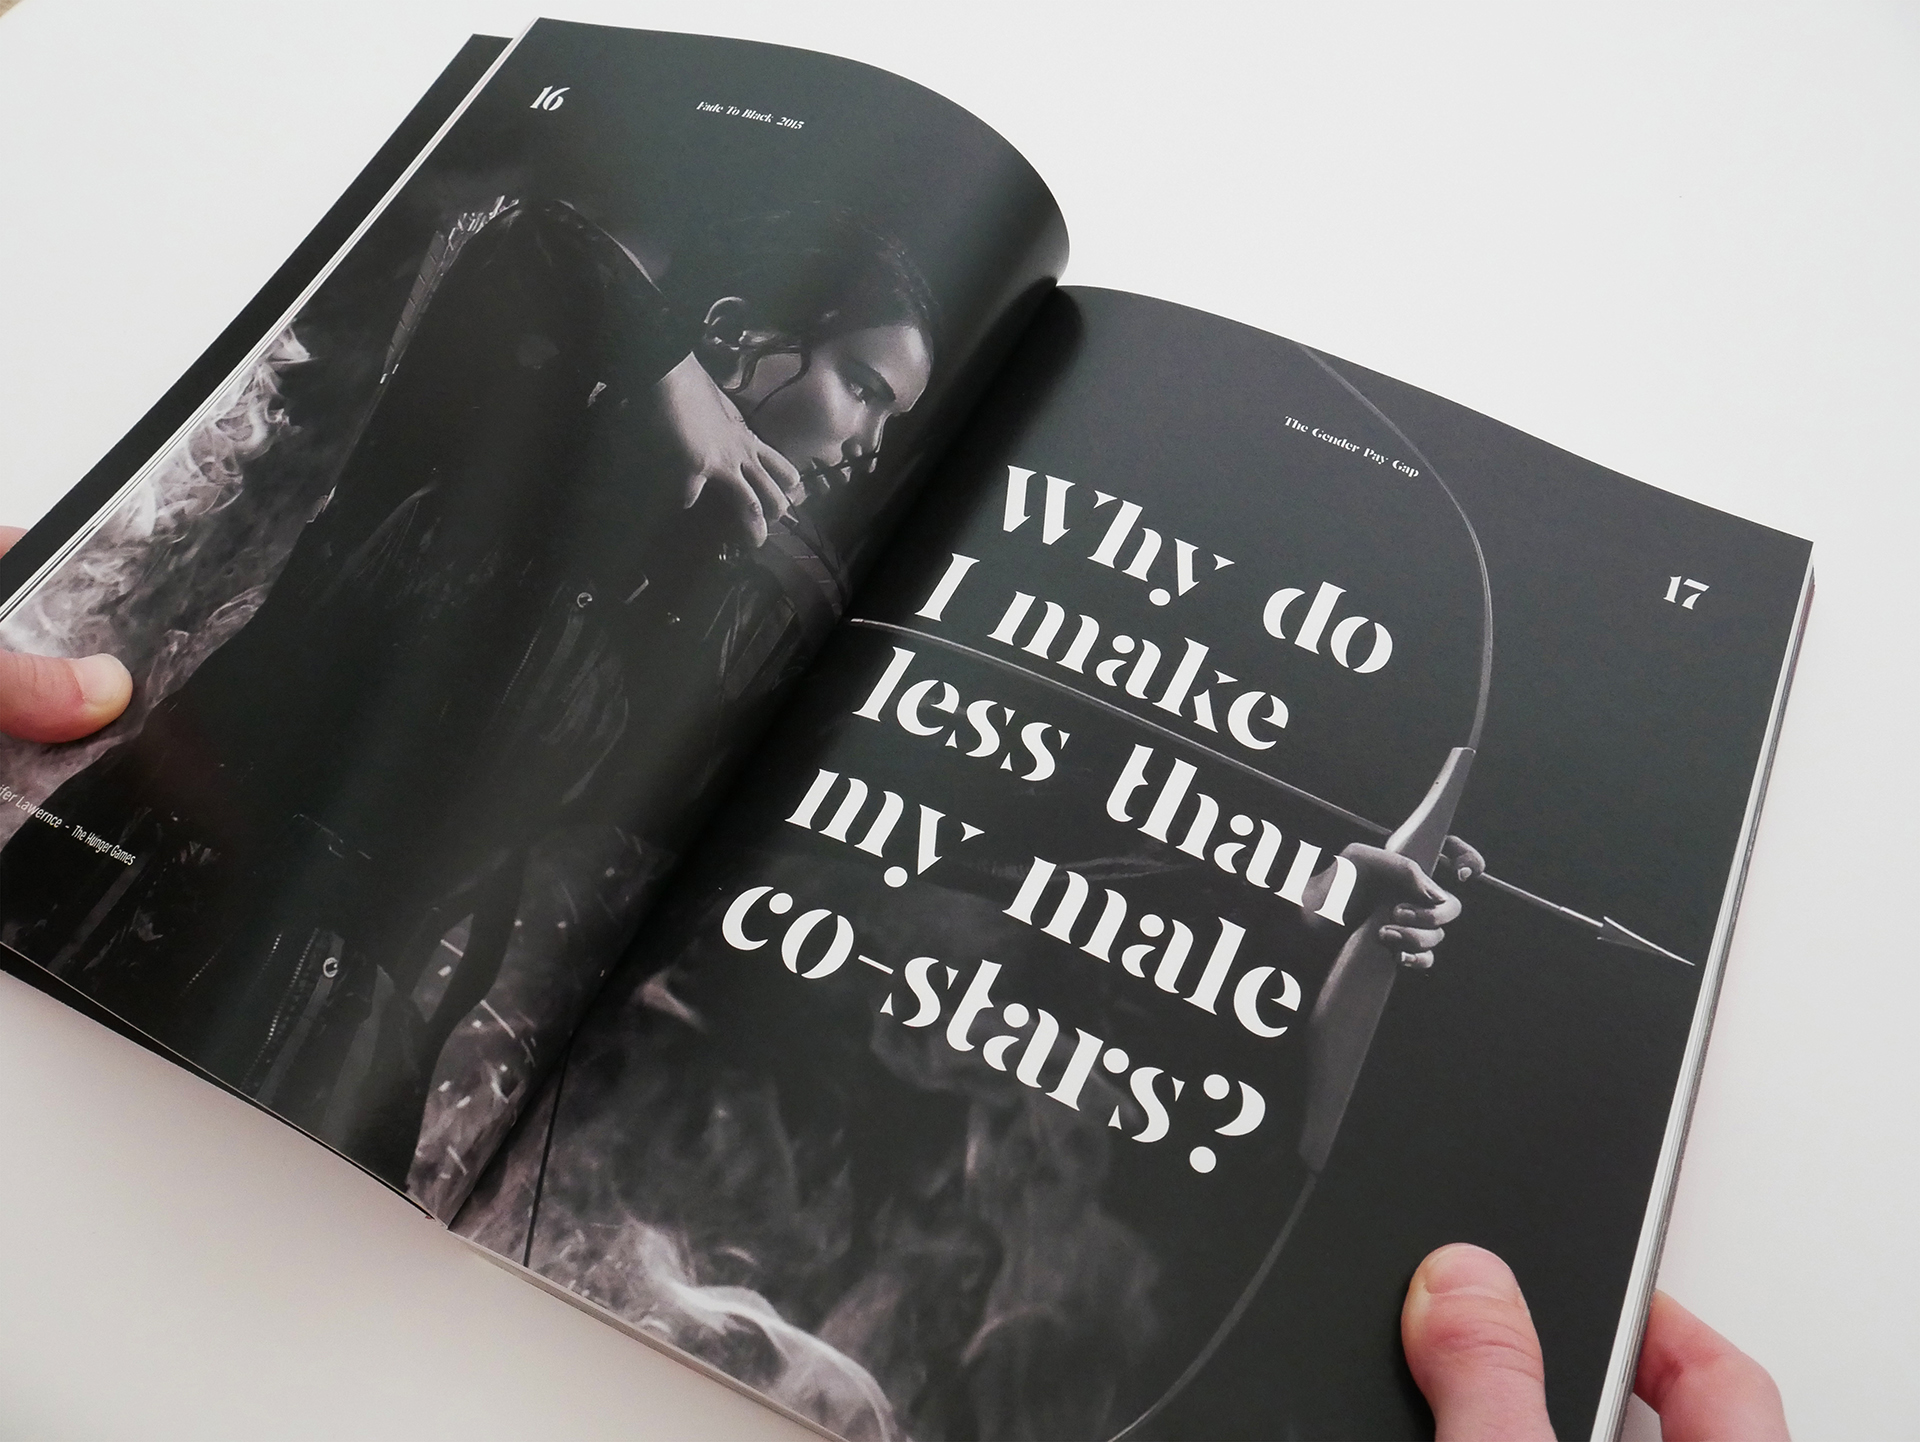 16
Fade To Black 2015
ifer Lawernce - The Hunger Games
The Gender Pay Gap
17
Why do
I make
less than
my male
co-stars?